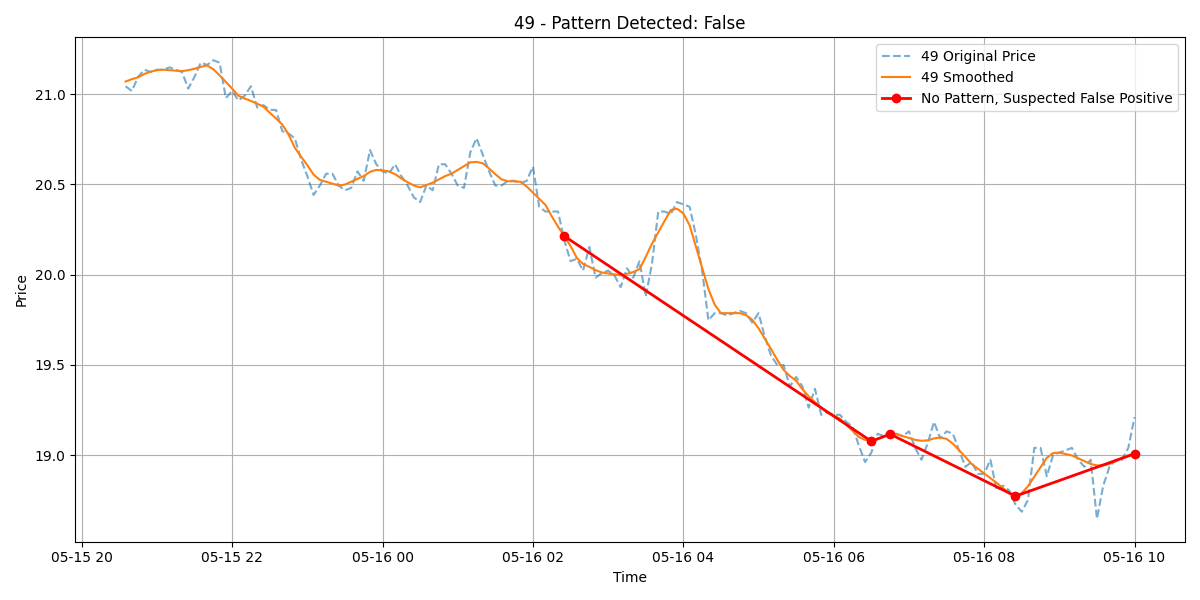 49 - Pattern Detected: False
49 Original Price
49 Smoothed
No Pattern, Suspected False Positive
Price
21.0
20.5
20.0
19.5
19.0
05-15 20
05-15 22
05-16 00
05-16 02
05-16 04
05-16 06
05-16 08
05-16 10
Time